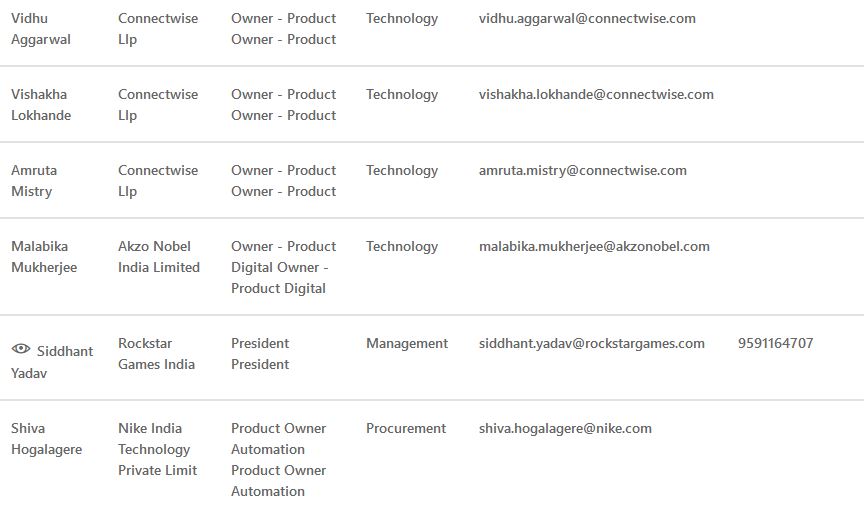 Vidhu Connectwise Owner - Product Technology vidhu.aggarwal@connectwise.com
Aggarwal Llp Owner - Product
Vishakha Connectwise Owner - Product Technology vishakha.lokhande@connectwise.com
Lokhande Llp Owner - Product
Amruta Connectwise Owner - Product Technology amruta.mistry@connectwise.com
Mistry Llp Owner - Product
Malabika Akzo Nobel Owner - Product Technology malabika.mukherjee@akzonobel.com
Mukherjee India Limited Digital Owner -
Product Digital
Siddhant Rockstar President Management siddhant.yadav@rockstargames.com 9591164707
Yadav Games India President
Shiva Nike India Product Owner Procurement shiva.hogalagere@nike.com
Hogalagere Technology Automation
Private Limit Product Owner
Automation